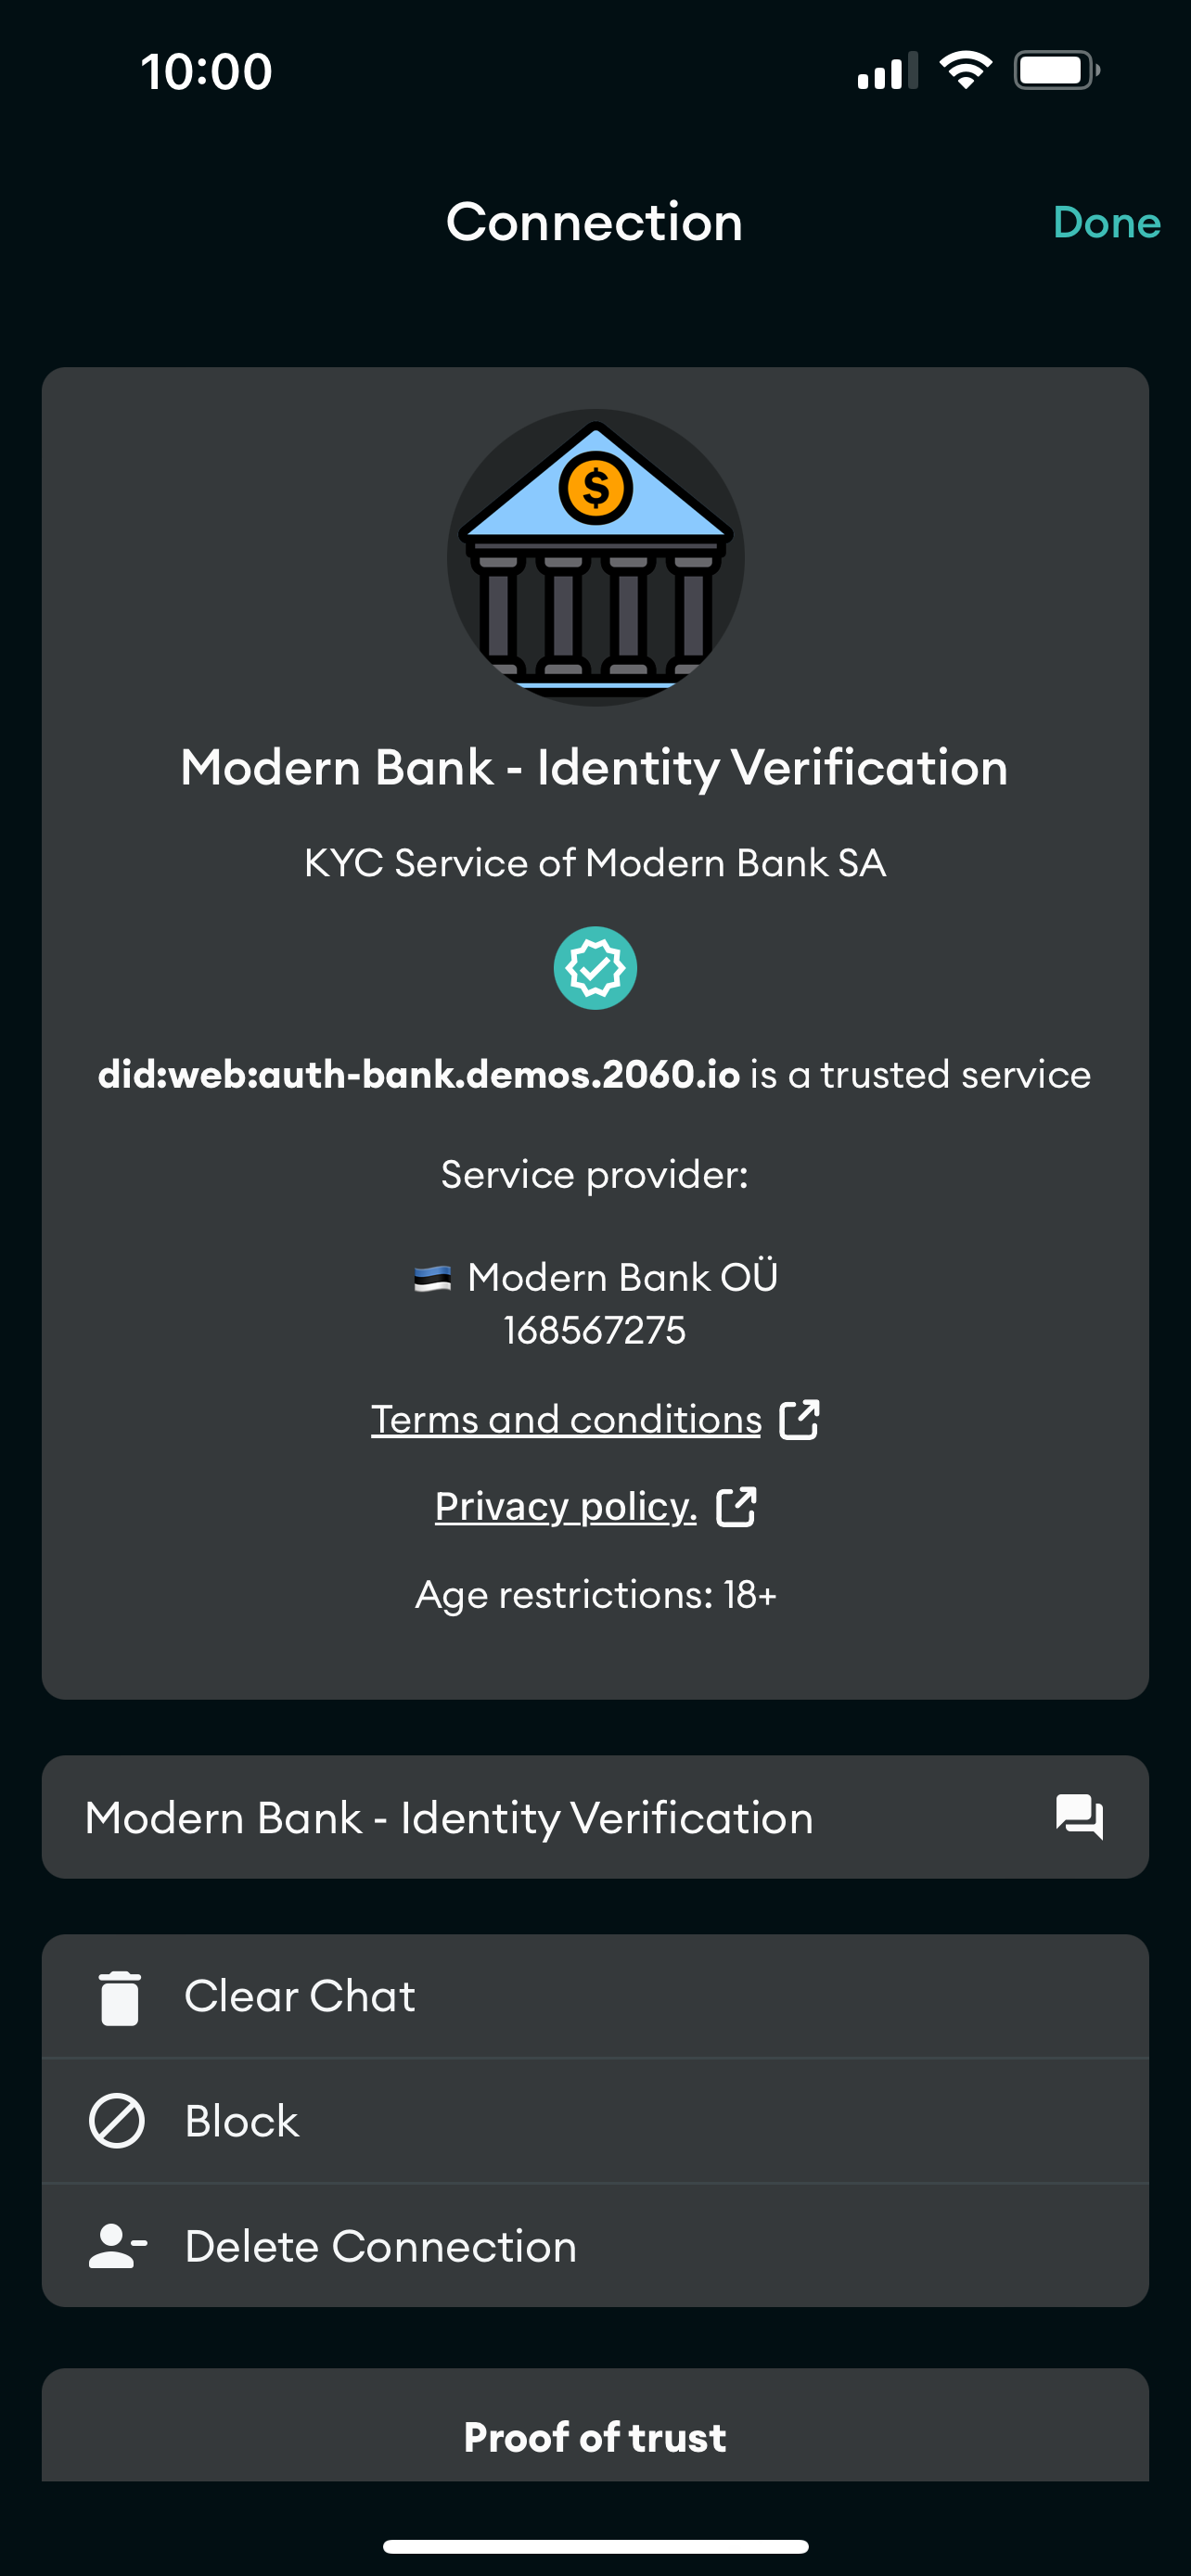 10:00
Connection
Done
$
Modern Bank - Identity Verification
KYC Service of Modern Bank SA
did:web:auth-bank.demos.2060.io is a trusted service
Service provider:
🇪🇪 Modern Bank OÜ
168567275
Terms and conditions
Privacy policy.
Age restrictions: 18+
Modern Bank - Identity Verification
Clear Chat
Block
Delete Connection
Proof of trust